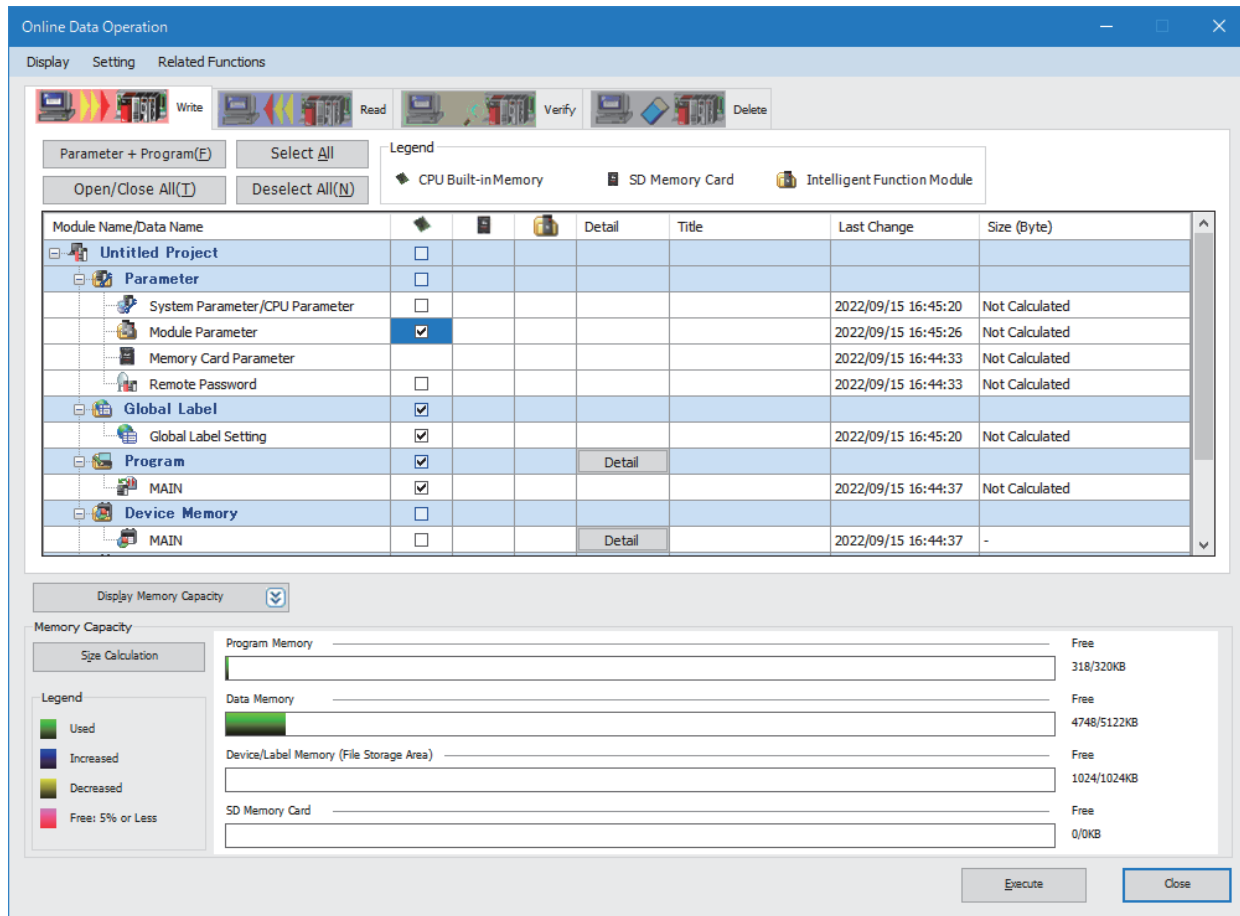 Online Data Operation
Display Setting Related Functions
Write Read Verify Delete
Parameter + Program(F) Select All Legend
Open/Close All(T) Deselect All(N) CPU Built-inMemory SD Memory Card Intelligent Function Module
Module Name/Data Name Detail Title Last Change Size (Byte)
Untitled Project
Parameter
System Parameter/CPU Parameter 2022/09/15 16:45:20 Not Calculated
Module Parameter 2022/09/15 16:45:26 Not Calculated
Memory Card Parameter 2022/09/15 16:44:33 Not Calculated
Remote Password 2022/09/15 16:44:33 Not Calculated
Global Label
Global Label Setting 2022/09/15 16:45:20 Not Calculated
Program Detail
MAIN 2022/09/15 16:44:37 Not Calculated
Device Memory
MAIN Detail 2022/09/15 16:44:37 -
Display Memory Capacity
Memory Capacity
Size Calculation
Legend
Used
Increased
Decreased
Free: 5% or Less
Program Memory Free
318/320KB
Data Memory Free
4748/5122KB
Device/Label Memory (File Storage Area) Free
1024/1024KB
SD Memory Card Free
0/0KB
Execute Close